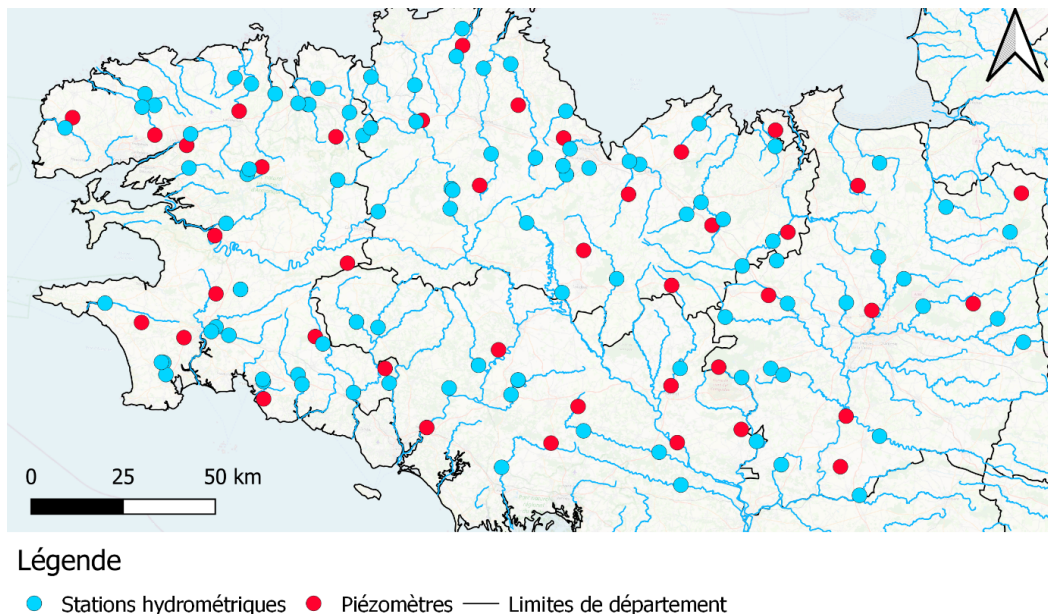 0 25 50 km
Légende
Stations hydrométriques Piézomètres Limites de département